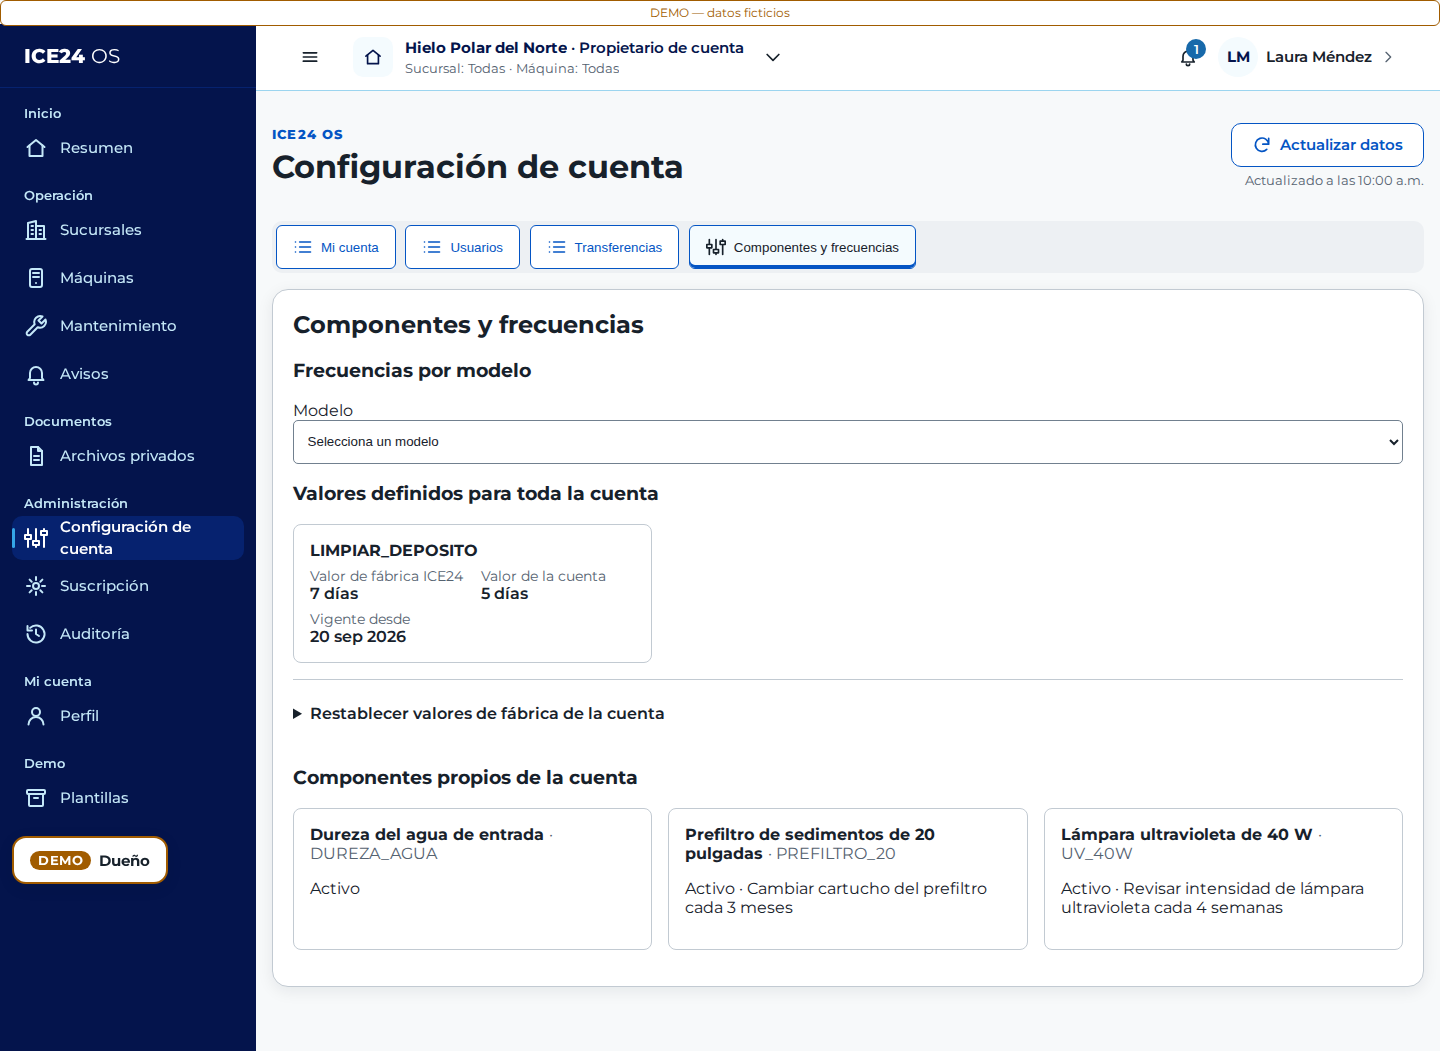 DEMO — datos ficticios
ICE24 OS
Hielo Polar del Norte · Propietario de cuenta
Sucursal: Todas · Máquina: Todas
1
LM
Laura Méndez
Inicio
Resumen
Operación
Sucursales
Máquinas
Mantenimiento
Avisos
Documentos
Archivos privados
Administración
Configuración de
cuenta
Suscripción
Auditoría
Mi cuenta
Perfil
Demo
Plantillas
DEMO Dueño
ICE24 OS
Configuración de cuenta
Actualizar datos
Actualizado a las 10:00 a.m.
Mi cuenta
Usuarios
Transferencias
Componentes y frecuencias
Componentes y frecuencias
Frecuencias por modelo
Modelo
Selecciona un modelo
Valores definidos para toda la cuenta
LIMPIAR_DEPOSITO
Valor de fábrica ICE24
7 días
Valor de la cuenta
5 días
Vigente desde
20 sep 2026
Restablecer valores de fábrica de la cuenta
Componentes propios de la cuenta
Dureza del agua de entrada ·
DUREZA_AGUA
Activo
Prefiltro de sedimentos de 20
pulgadas · PREFILTRO_20
Activo · Cambiar cartucho del prefiltro
cada 3 meses
Lámpara ultravioleta de 40 W ·
UV_40W
Activo · Revisar intensidad de lámpara
ultravioleta cada 4 semanas